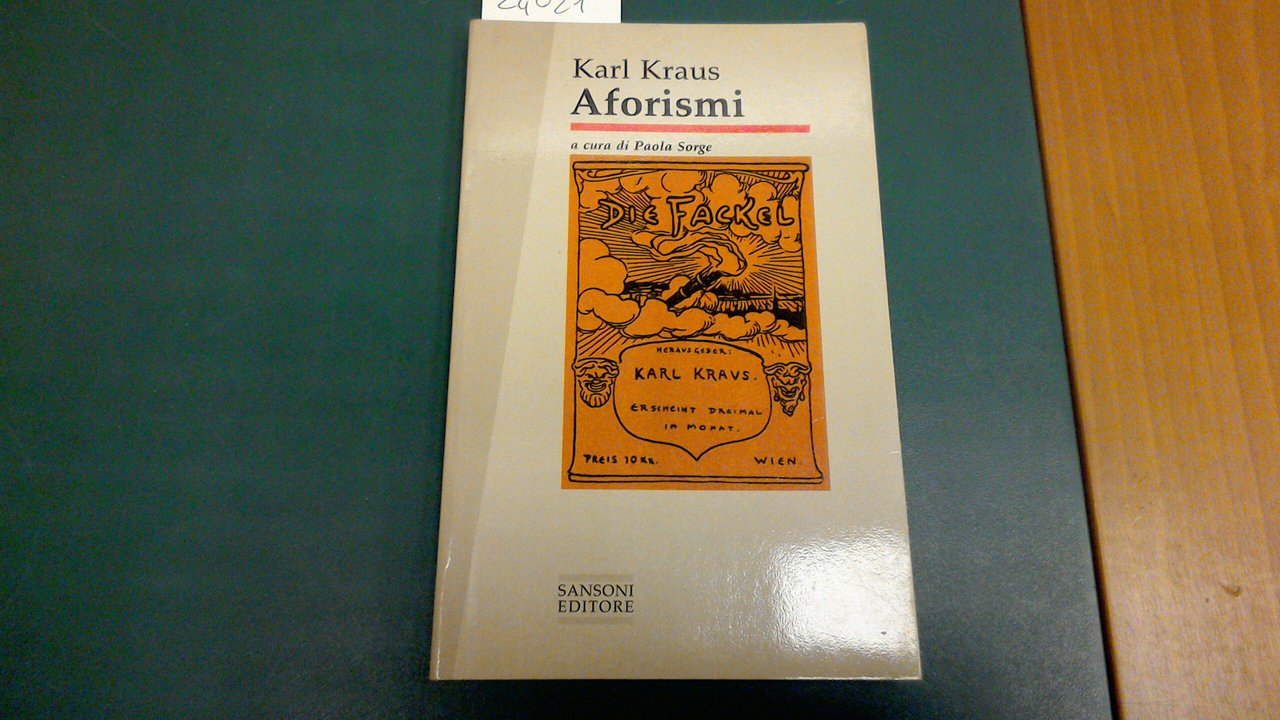 24021
Karl Kraus
Aforismi
a cura di Paola Sorge
DIE FACKEL
HERAUSGEBER:
KARL KRAUS.
ERSCHEINT DREIMAL
IM MONAT.
PREIS 10 KR. WIEN.
SANSONI
EDITORE